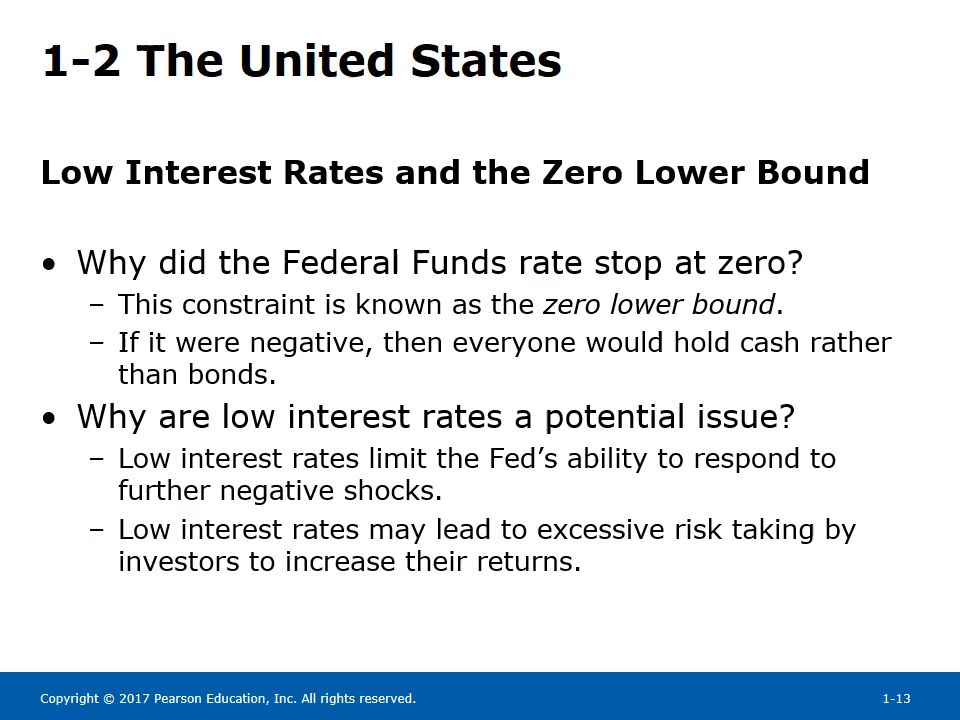 1-2 The United States
Low Interest Rates and the Zero Lower Bound
• Why did the Federal Funds rate stop at zero?
– This constraint is known as the zero lower bound.
– If it were negative, then everyone would hold cash rather
than bonds.
• Why are low interest rates a potential issue?
– Low interest rates limit the Fed’s ability to respond to
further negative shocks.
– Low interest rates may lead to excessive risk taking by
investors to increase their returns.
Copyright © 2017 Pearson Education, Inc. All rights reserved.
1-13